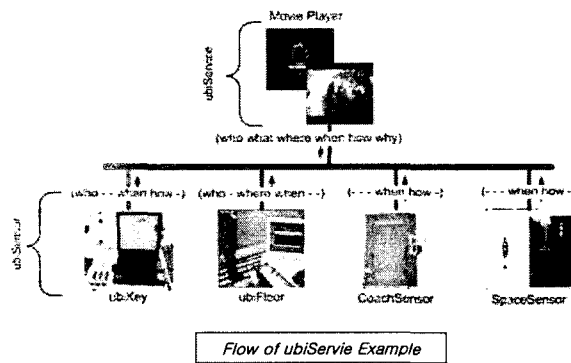 Movie Player
ubiService
(who what where when how why)
(who - - when how -)
(who - where when - -)
(- - - when how -)
(- - - when how -)
ubiSensor
ubiKey
ubiFloor
CoachSensor
SpaceSensor
Flow of ubiServie Example